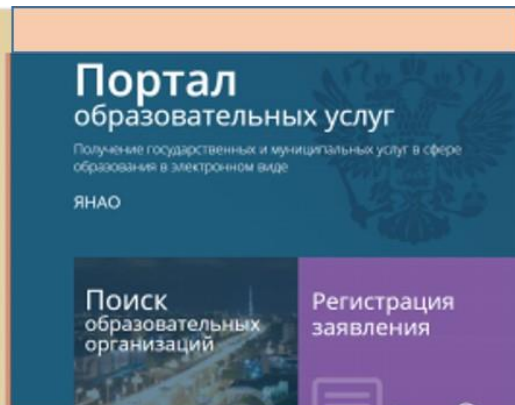 Портал
образовательных услуг
Получение государственных и муниципальных услуг в сфере
образования в электронном виде
ЯНАО
Поиск
образовательных
организаций
Регистрация
заявления